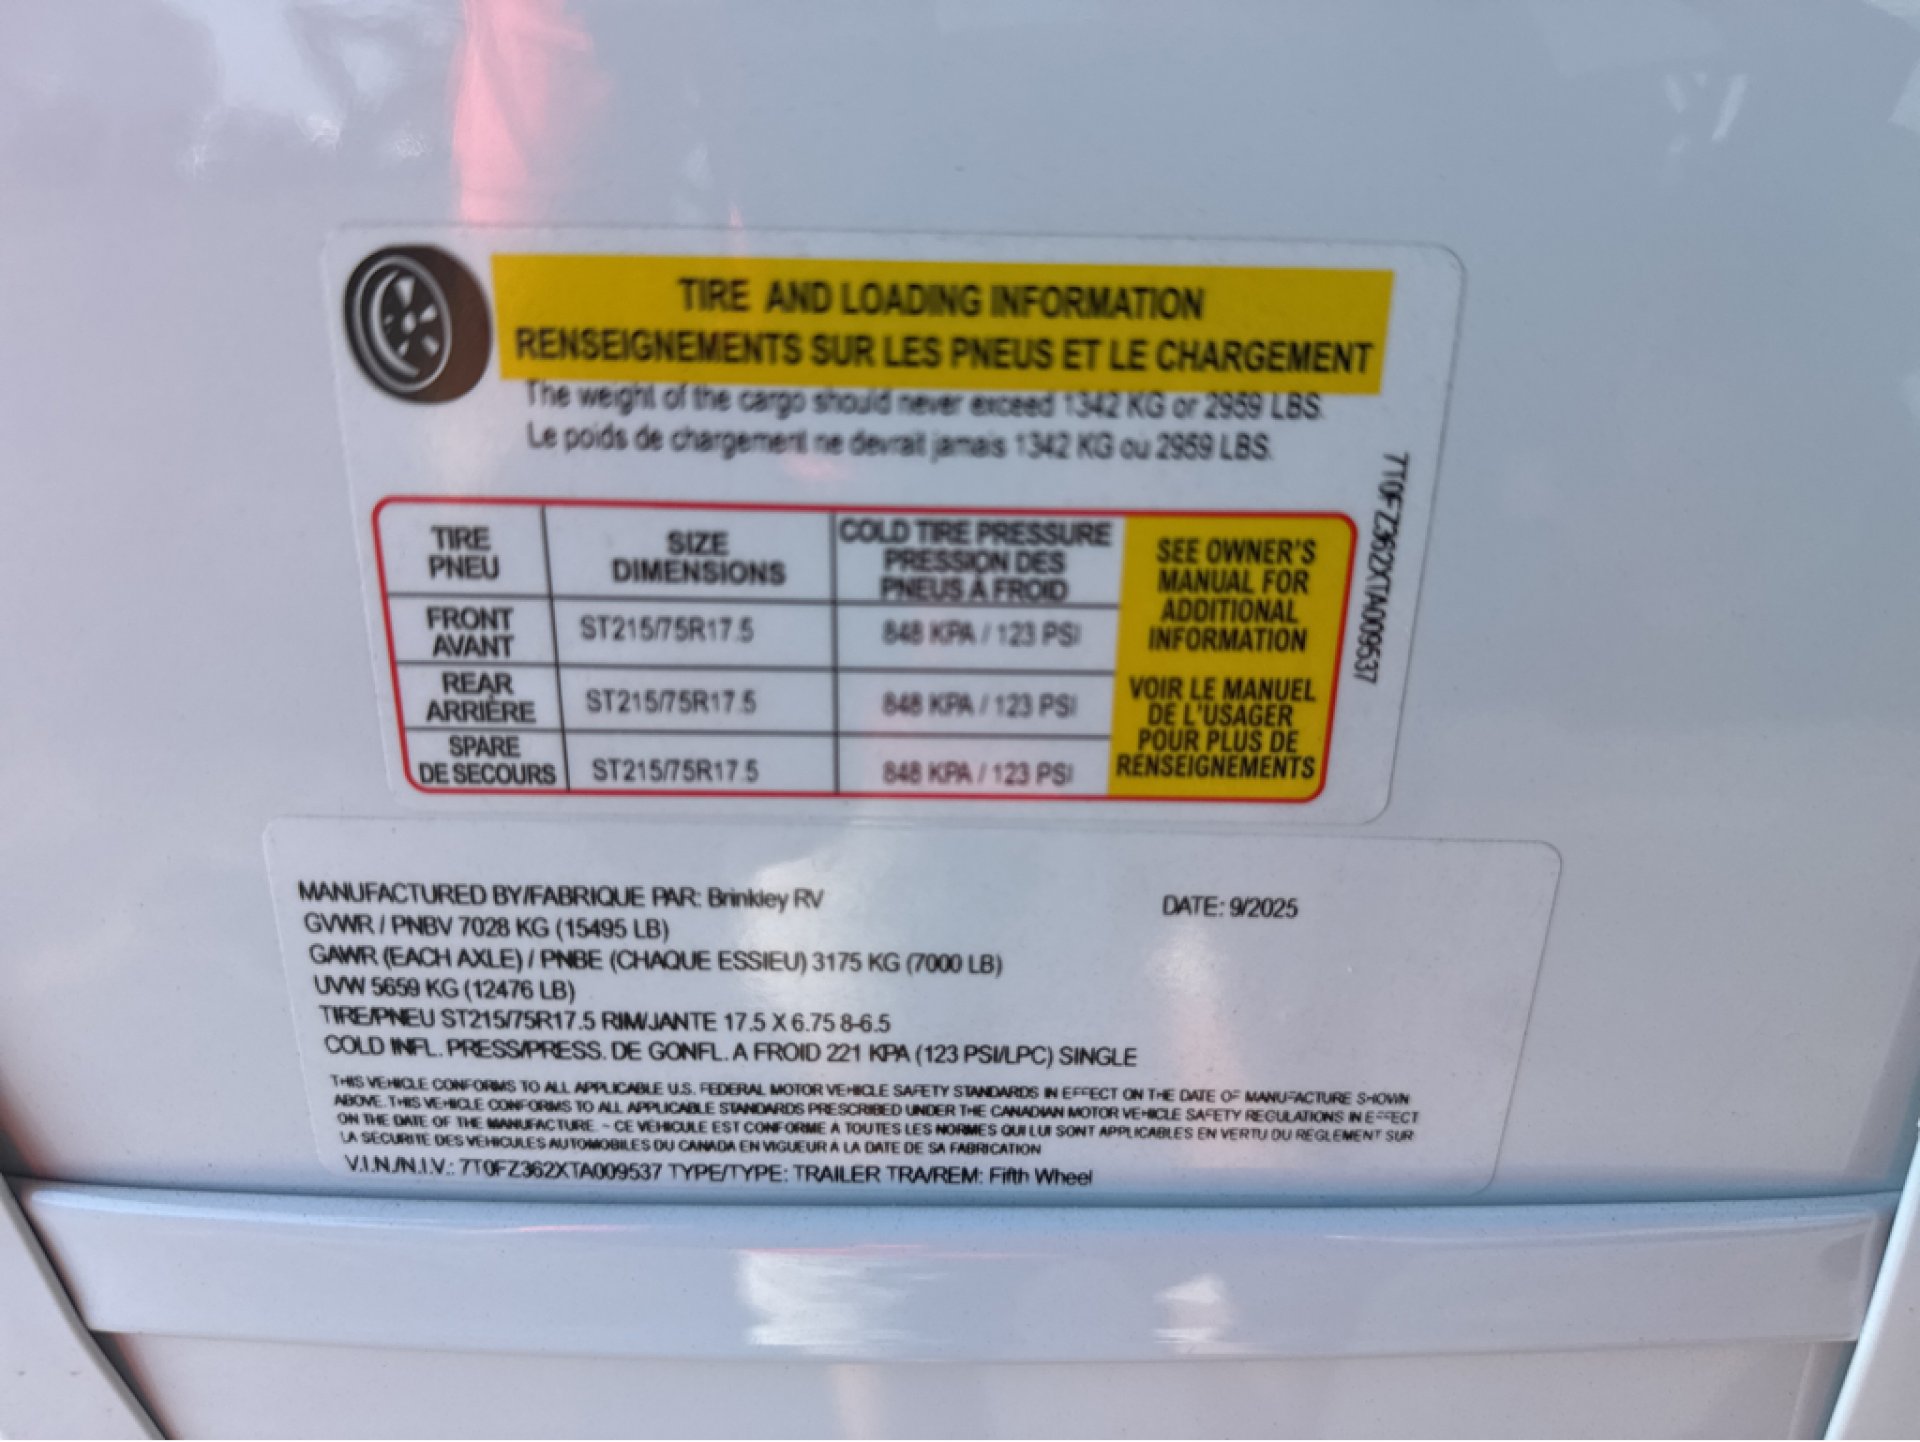 TIRE AND LOADING INFORMATION
RENSEIGNEMENTS SUR LES PNEUS ET LE CHARGEMENT
The weight of the cargo should never exceed 1342 KG or 2959 LBS.
Le poids de chargement ne devrait jamais 1342 KG ou 2959 LBS.
TIRE
PNEU
SIZE
DIMENSIONS
COLD TIRE PRESSURE
PRESSION DES
PNEUS À FROID
FRONT
AVANT
ST215/75R17.5
848 KPA / 123 PSI
REAR
ARRIÈRE
ST215/75R17.5
848 KPA / 123 PSI
SPARE
DE SECOURS
ST215/75R17.5
848 KPA / 123 PSI
SEE OWNER'S
MANUAL FOR
ADDITIONAL
INFORMATION
VOIR LE MANUEL
DE L'USAGER
POUR PLUS DE
RENSEIGNEMENTS
7T0FZ362XTA009537
MANUFACTURED BY/FABRIQUE PAR: Brinkley RV
DATE: 9/2025
GVWR / PNBV 7028 KG (15495 LB)
GAWR (EACH AXLE) / PNBE (CHAQUE ESSIEU) 3175 KG (7000 LB)
UVW 5659 KG (12476 LB)
TIRE/PNEU ST215/75R17.5 RIM/JANTE 17.5 X 6.75 8-6.5
COLD INFL. PRESS/PRESS. DE GONFL. A FROID 221 KPA (123 PSI/LPC) SINGLE
THIS VEHICLE CONFORMS TO ALL APPLICABLE U.S. FEDERAL MOTOR VEHICLE SAFETY STANDARDS IN EFFECT ON THE DATE OF MANUFACTURE SHOWN
ABOVE. THIS VEHICLE CONFORMS TO ALL APPLICABLE STANDARDS PRESCRIBED UNDER THE CANADIAN MOTOR VEHICLE SAFETY REGULATIONS IN EFFECT
ON THE DATE OF THE MANUFACTURE. - CE VEHICULE EST CONFORME A TOUTES LES NORMES QUI LUI SONT APPLICABLES EN VERTU DU REGLEMENT SUR
LA SECURITE DES VEHICULES AUTOMOBILES DU CANADA EN VIGUEUR A LA DATE DE SA FABRICATION
V.I.N./N.I.V.: 7T0FZ362XTA009537 TYPE/TYPE: TRAILER TRA/REM: Fifth Wheel